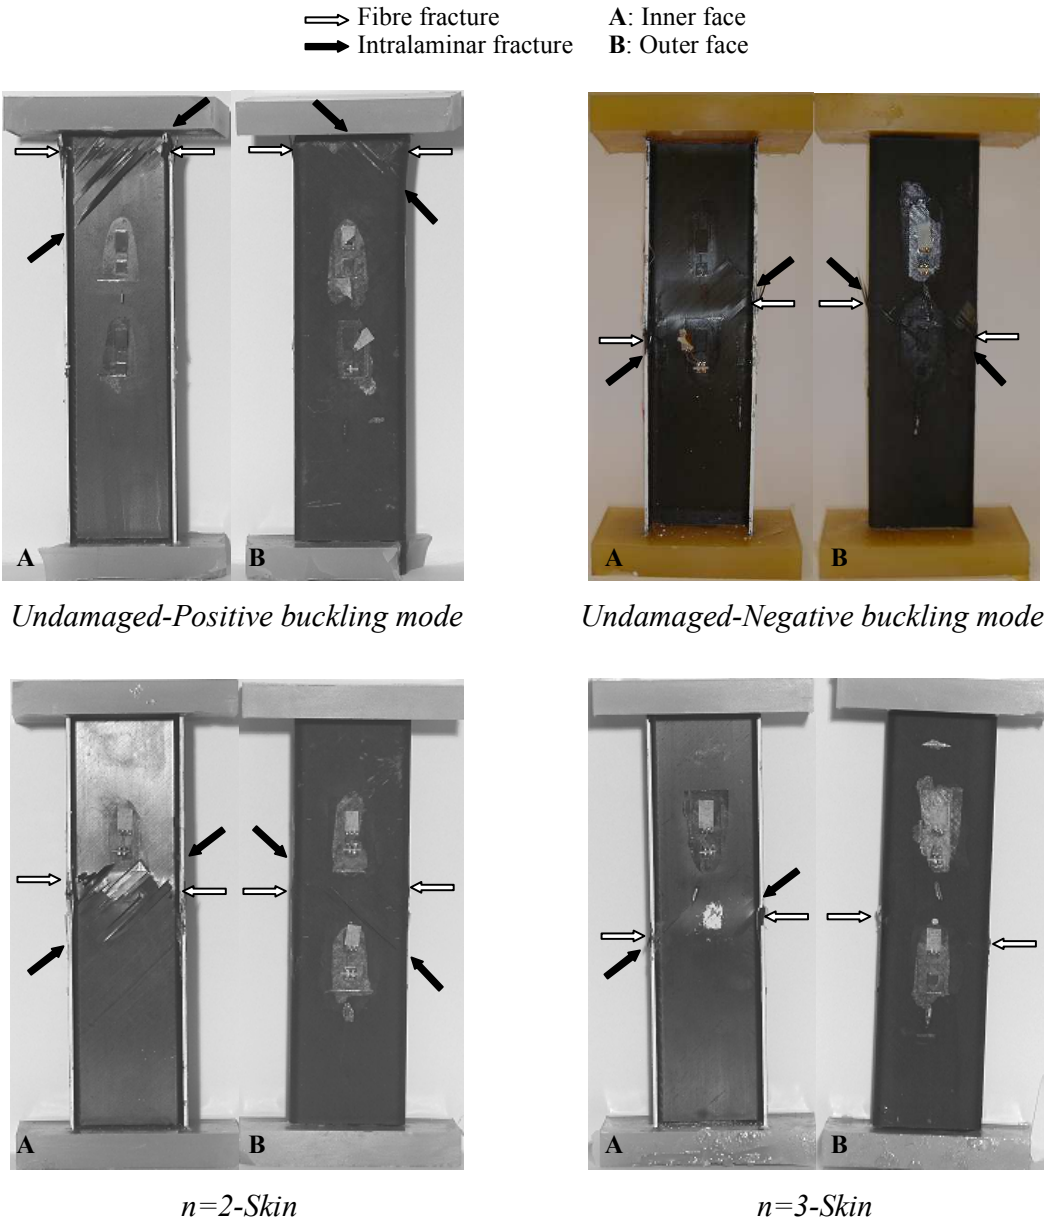 Fibre fracture A: Inner face
Intralaminar fracture B: Outer face
A B A B
Undamaged-Positive buckling mode Undamaged-Negative buckling mode
A B A B
n=2-Skin n=3-Skin